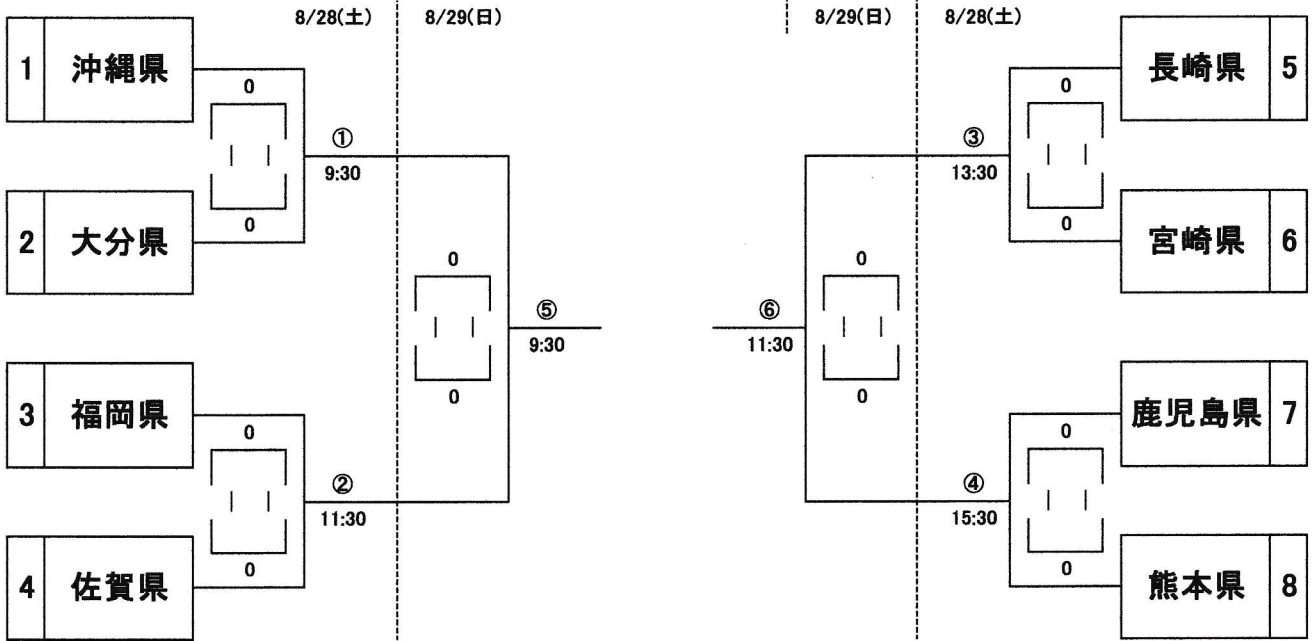 8/28(土) 8/29(日)
8/29(日) 8/28(土)
1 沖縄県
0
① 9:30
0
2 大分県
3 福岡県
0
② 11:30
0
4 佐賀県
0
⑤ 9:30
0
0
⑥ 11:30
0
長崎県 5
0
③ 13:30
0
宮崎県 6
鹿児島県 7
0
④ 15:30
0
熊本県 8